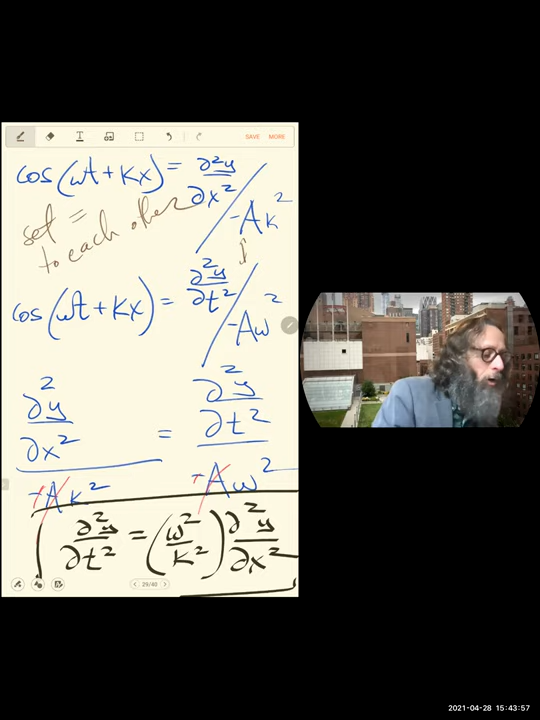 SAVE MORE
cos(ωt+kx) = ∂²y/∂x² / -Ak²
set =
to each other
cos(ωt+kx) = ∂²y/∂t² / -Aω²
∂²y/∂x² / -Ak² = ∂²y/∂t² / -Aω²
∂²y/∂t² = (ω²/k²) ∂²y/∂x²
29/40
2021-04-28 15:43:57